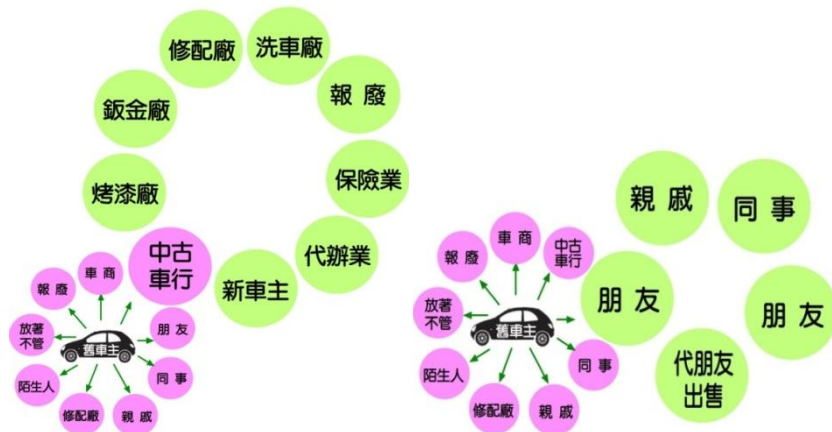 修配廠
洗車廠
鈑金廠
報 廢
烤漆廠
保險業
代辦業
新車主
中古
車行
車商
報廢
放著
不管
舊車主
朋友
同事
陌生人
修配廠
親戚
親 戚
同 事
朋 友
朋 友
代朋友
出售
中古
車行
車商
報廢
放著
不管
舊車主
同事
陌生人
修配廠
親戚